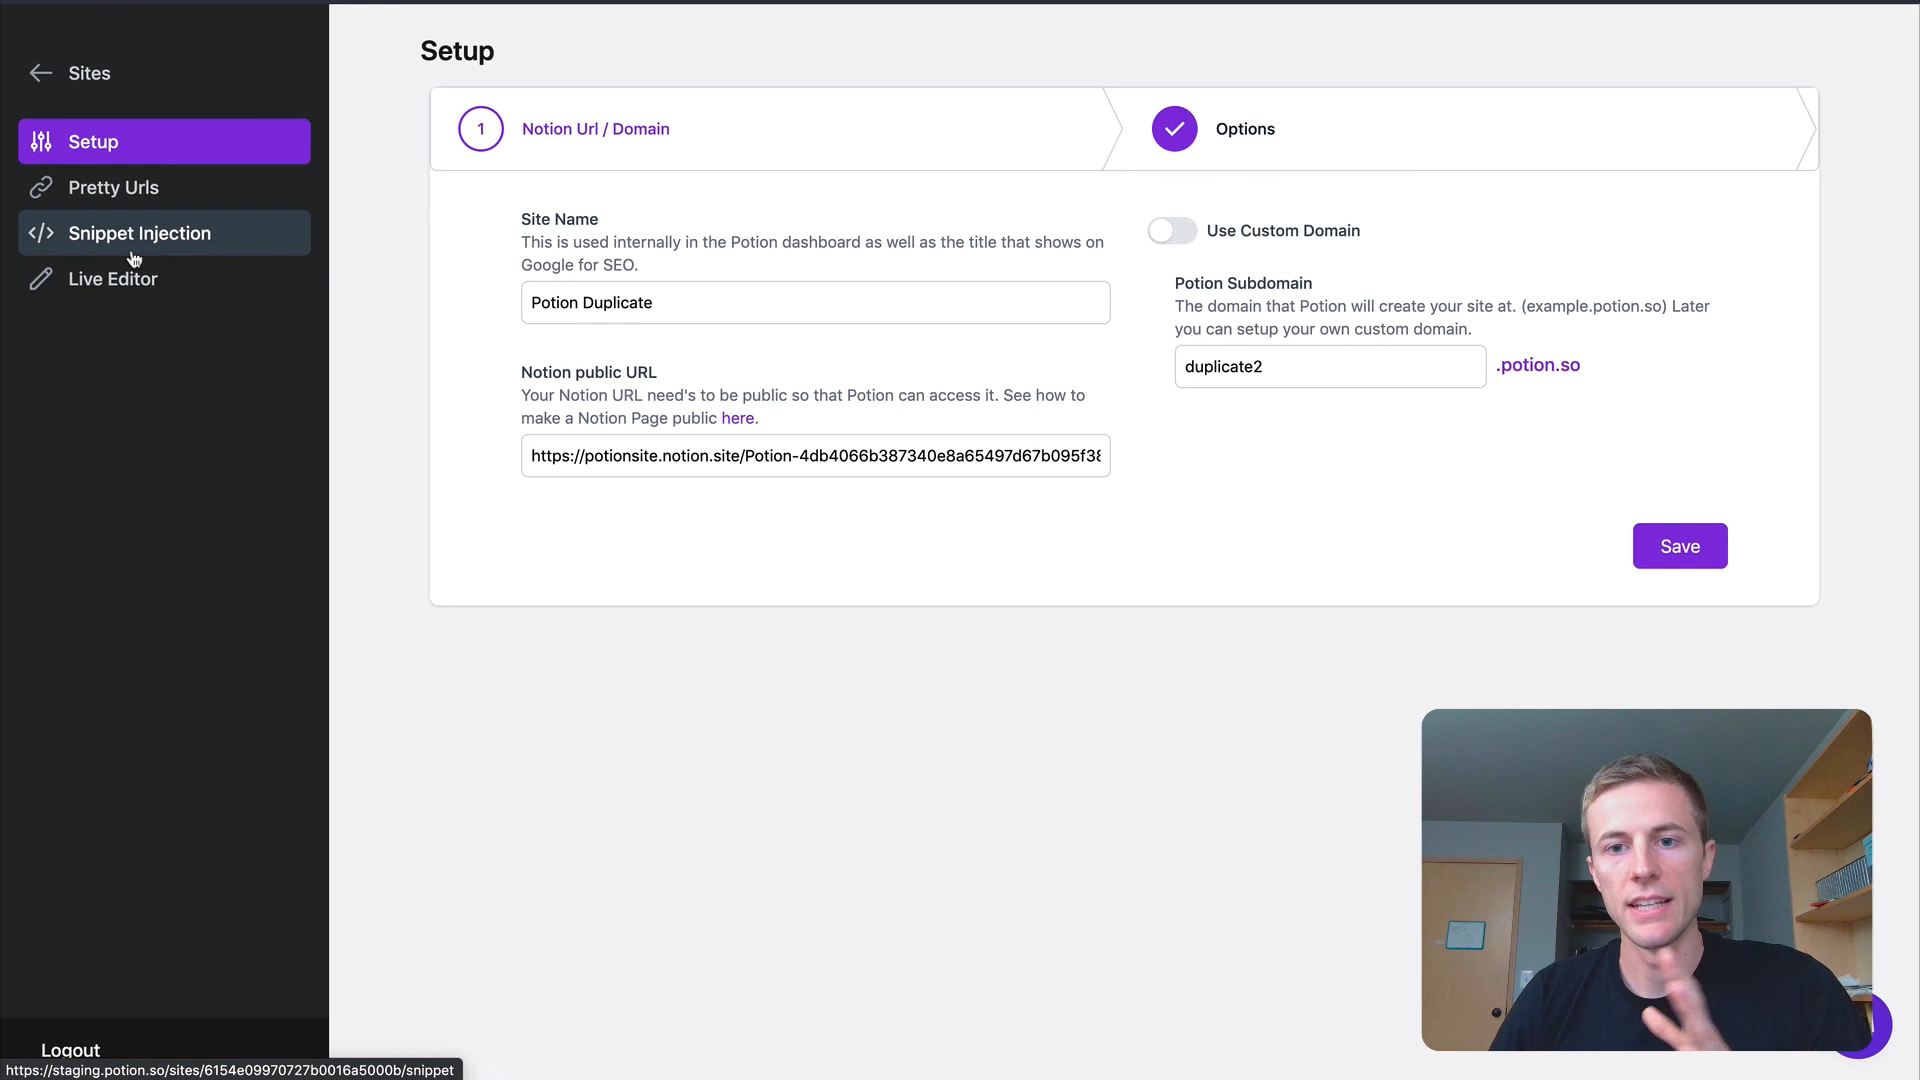 Setup
Sites
Setup
Pretty Urls
Snippet Injection
Live Editor
1
Notion Url / Domain
Options
Site Name
This is used internally in the Potion dashboard as well as the title that shows on
Google for SEO.
Potion Duplicate
Notion public URL
Your Notion URL need's to be public so that Potion can access it. See how to
make a Notion Page public here.
https://potionsite.notion.site/Potion-4db4066b387340e8a65497d67b095f38
Use Custom Domain
Potion Subdomain
The domain that Potion will create your site at. (example.potion.so) Later
you can setup your own custom domain.
duplicate2
.potion.so
Save
Logout
https://staging.potion.so/sites/6154e09970727b0016a5000b/snippet